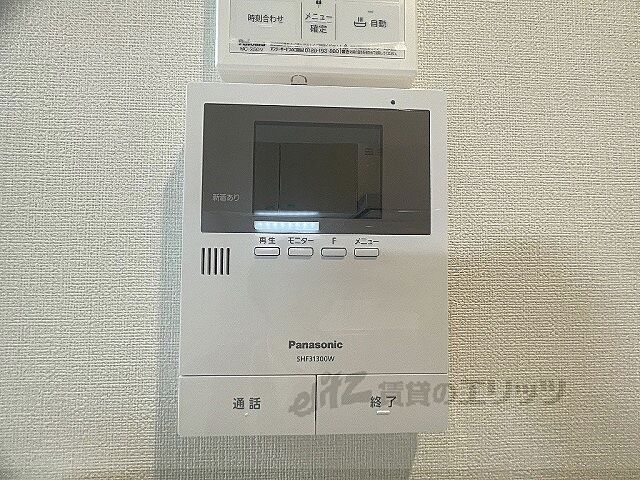 時刻合わせ
メニュー
確定
自動
MC-250V
新着あり
再生 モニター F メニュー
Panasonic
SHF31300W
通話 終了
賃貸のエリッツ